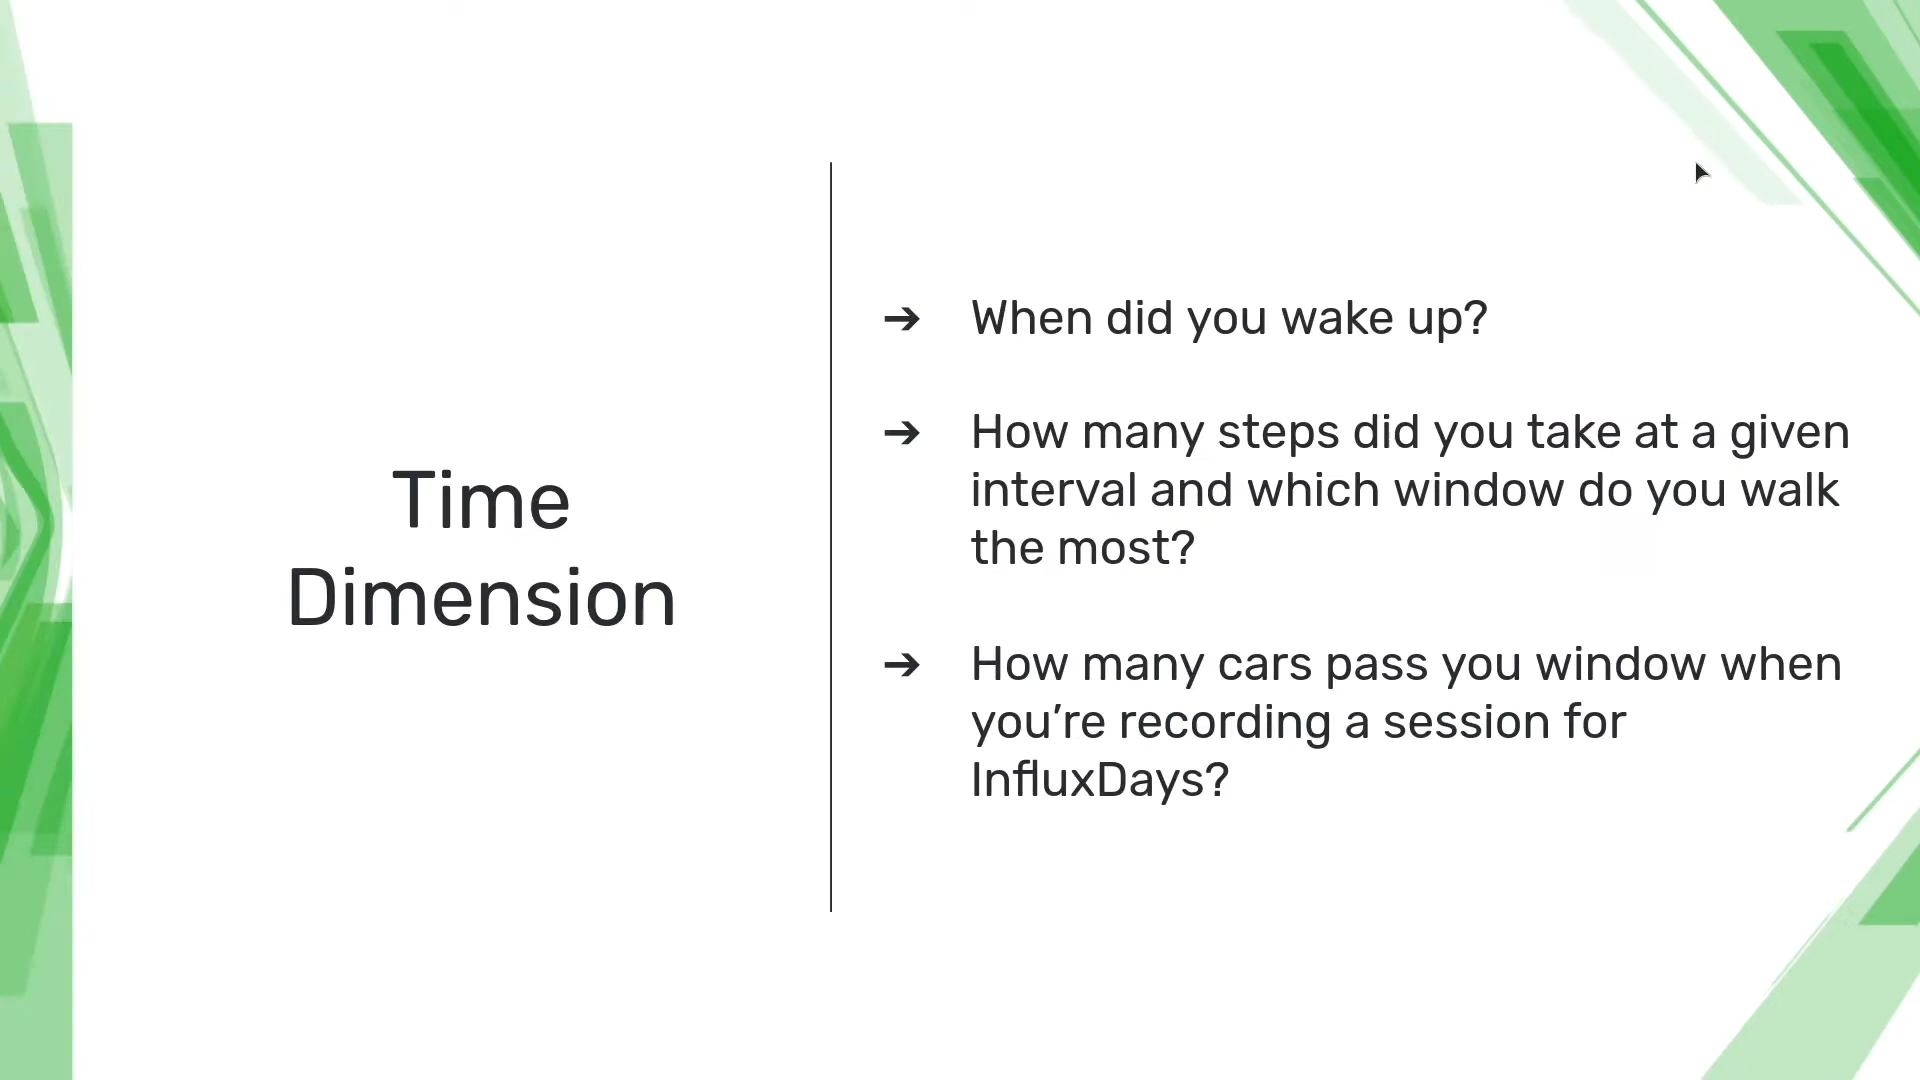 Time
Dimension
➔ When did you wake up?
➔ How many steps did you take at a given
interval and which window do you walk
the most?
➔ How many cars pass you window when
you’re recording a session for
InfluxDays?